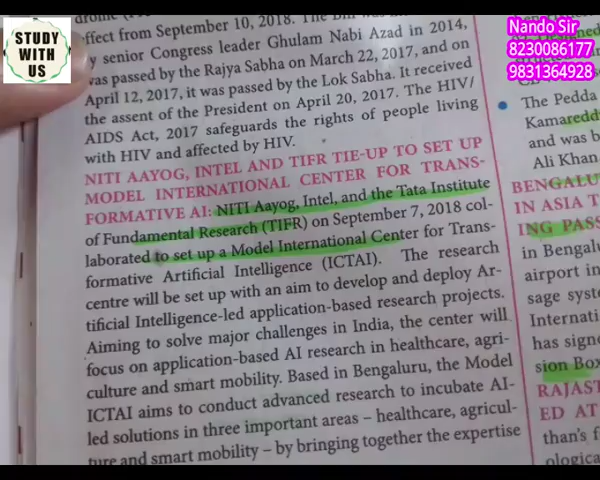 STUDY
WITH
US
Nando Sir
8230086177
9831364928
ffect from September 10, 2018. The Bill
y senior Congress leader Ghulam Nabi Azad in 2014,
was passed by the Rajya Sabha on March 22, 2017, and on
April 12, 2017, it was passed by the Lok Sabha. It received
the assent of the President on April 20, 2017. The HIV/
AIDS Act, 2017 safeguards the rights of people living
with HIV and affected by HIV.
NITI AAYOG, INTEL AND TIFR TIE-UP TO SET UP
MODEL INTERNATIONAL CENTER FOR TRANS-
FORMATIVE AI: NITI Aayog, Intel, and the Tata Institute
of Fundamental Research (TIFR) on September 7, 2018 col-
laborated to set up a Model International Center for Trans-
formative Artificial Intelligence (ICTAI). The research
centre will be set up with an aim to develop and deploy Ar-
tificial Intelligence-led application-based research projects.
Aiming to solve major challenges in India, the center will
focus on application-based AI research in healthcare, agri-
culture and smart mobility. Based in Bengaluru, the Model
ICTAI aims to conduct advanced research to incubate AI-
led solutions in three important areas – healthcare, agricul-
ture and smart mobility – by bringing together the expertise
The Pedda
Kamaredd
and was b
Ali Khan
BENGALU
IN ASIA T
ING PASS
in Bengalu
airport in
sage syste
Internati
has signe
sion Box
RAJAST
ED AT
than's f
ological